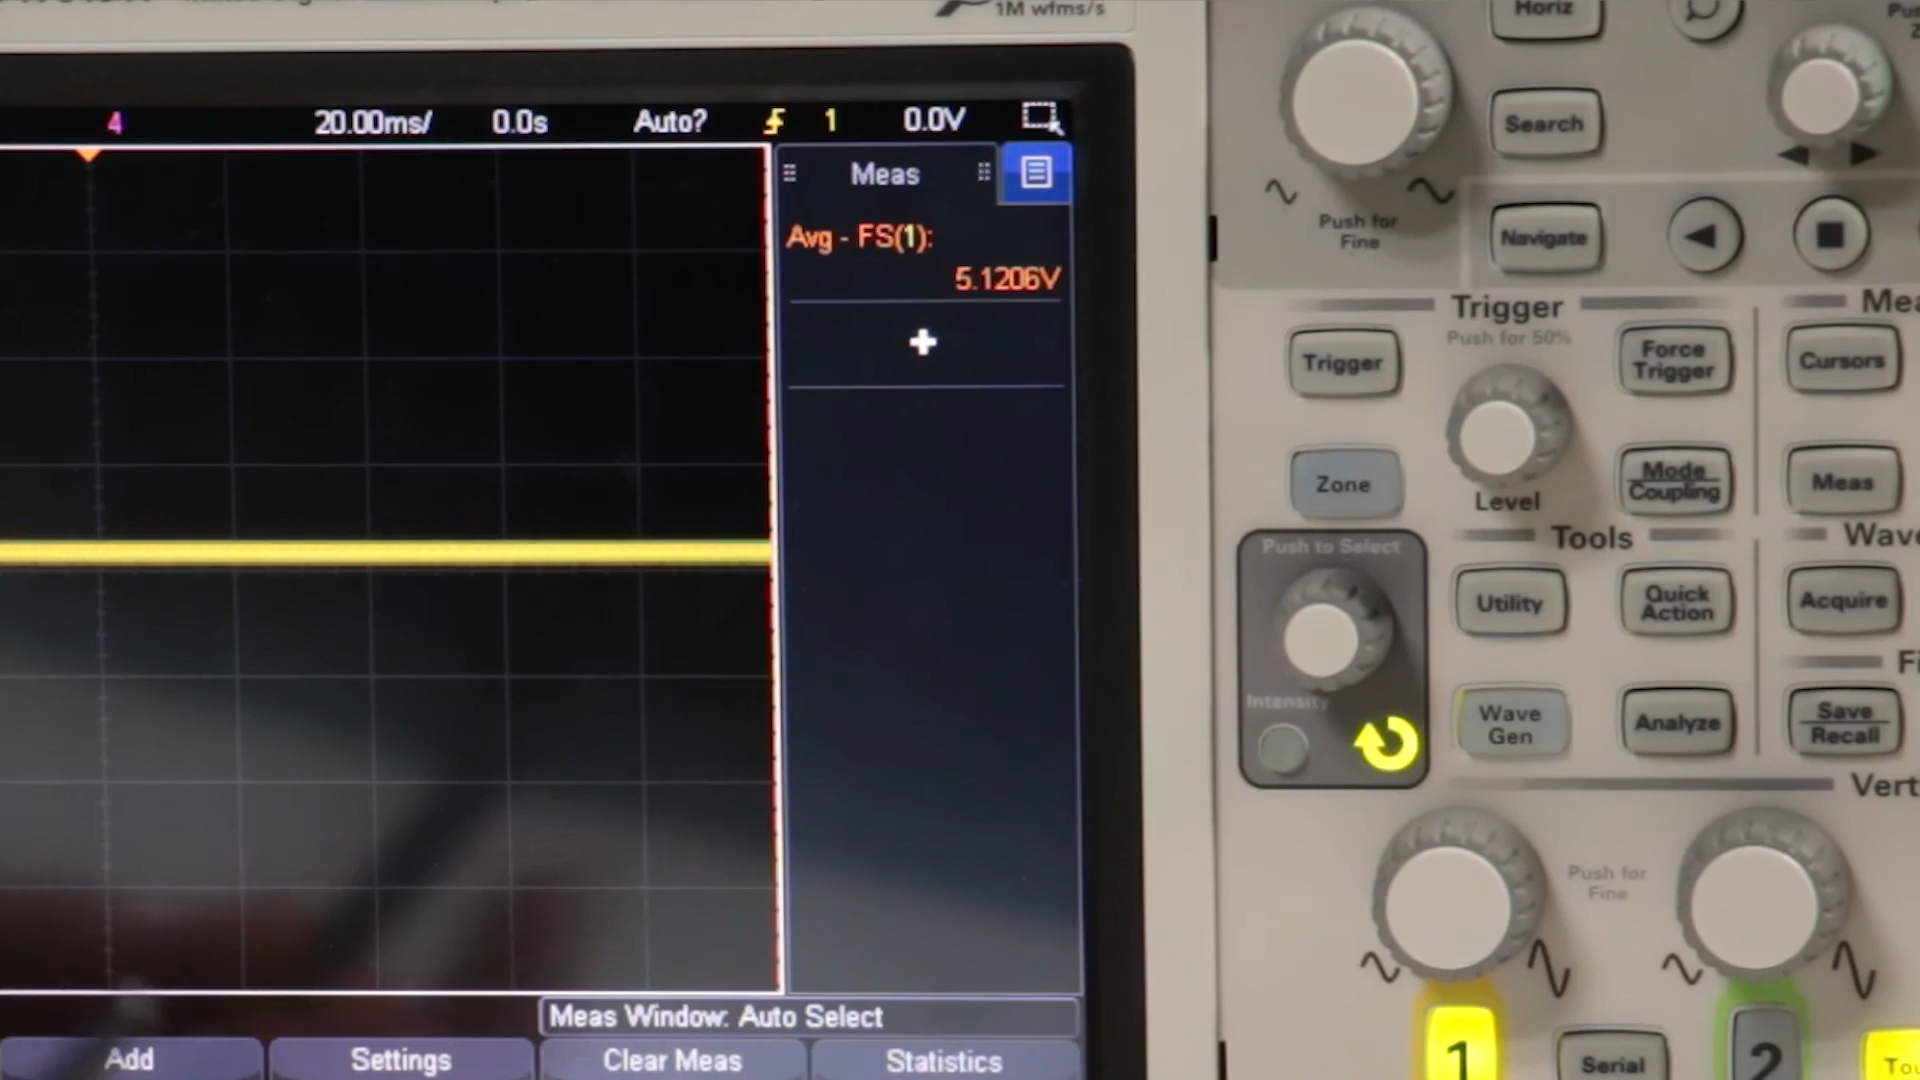 1M wfms/s
4 20.00ms/ 0.0s Auto? 1 0.0V
Meas
Avg - FS(1):
5.1206V
Meas Window: Auto Select
Add Settings Clear Meas Statistics
Horiz
Search
Push for
Fine
Navigate
Trigger
Push for 50%
Trigger
Force
Trigger
Cursors
Zone
Level
Mode
Coupling
Meas
Push to Select
Tools
Utility
Quick
Action
Acquire
Intensity
Wave
Gen
Analyze
Save
Recall
Push for
Fine
1
Serial
2